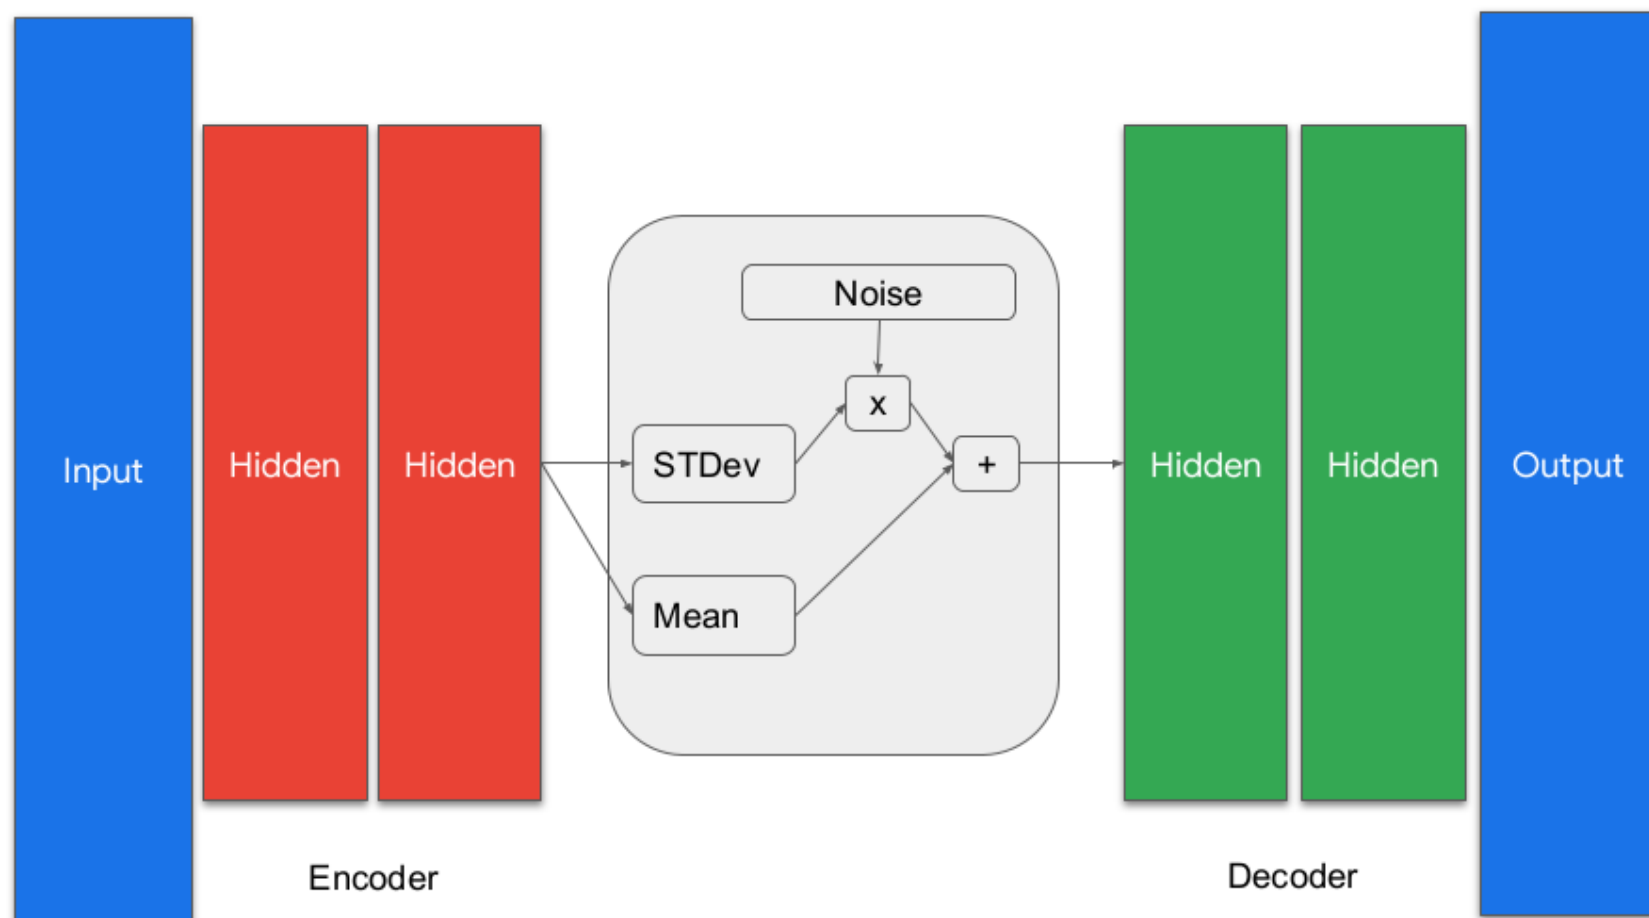 Noise
x
STDev
+
Mean
Input
Hidden
Hidden
Hidden
Hidden
Output
Encoder
Decoder